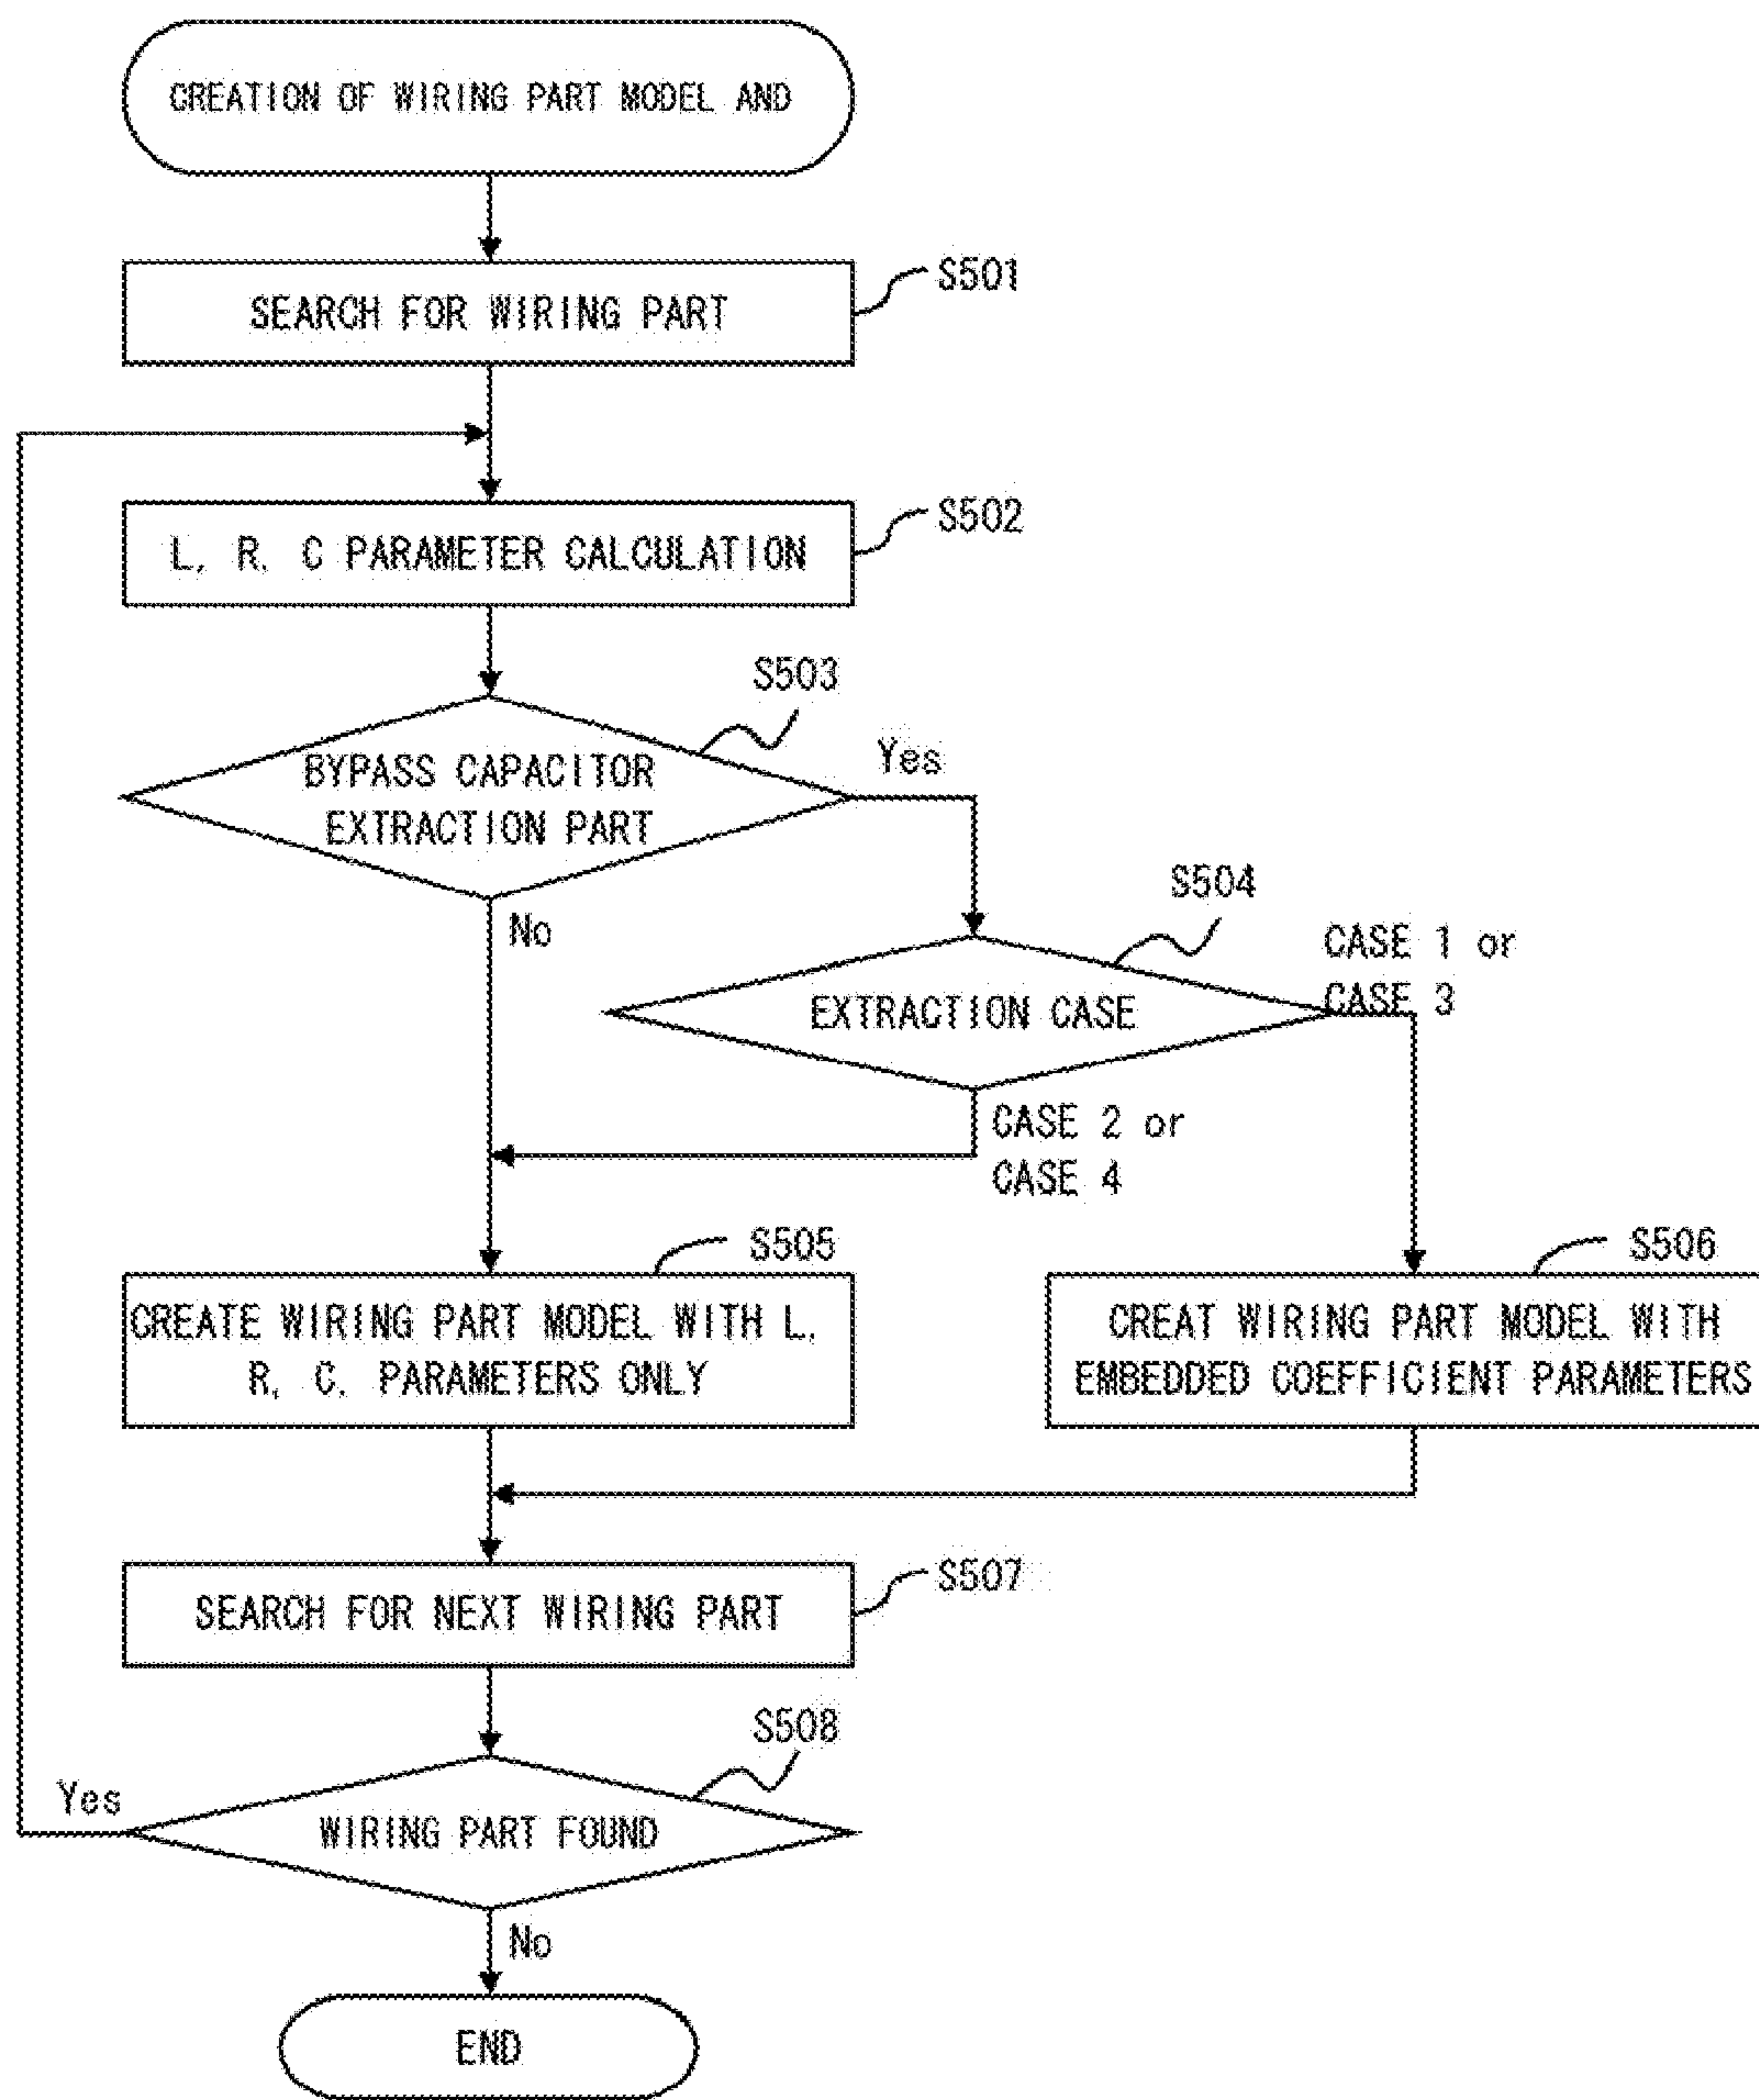 CREATION OF WIRING PART MODEL AND
S501
SEARCH FOR WIRING PART
S502
L, R, C PARAMETER CALCULATION
S503
BYPASS CAPACITOR
EXTRACTION PART
Yes
No
S504
EXTRACTION CASE
CASE 1 or
CASE 3
CASE 2 or
CASE 4
S505
CREATE WIRING PART MODEL WITH L,
R, C, PARAMETERS ONLY
S506
CREAT WIRING PART MODEL WITH
EMBEDDED COEFFICIENT PARAMETERS
S507
SEARCH FOR NEXT WIRING PART
S508
Yes
WIRING PART FOUND
No
END